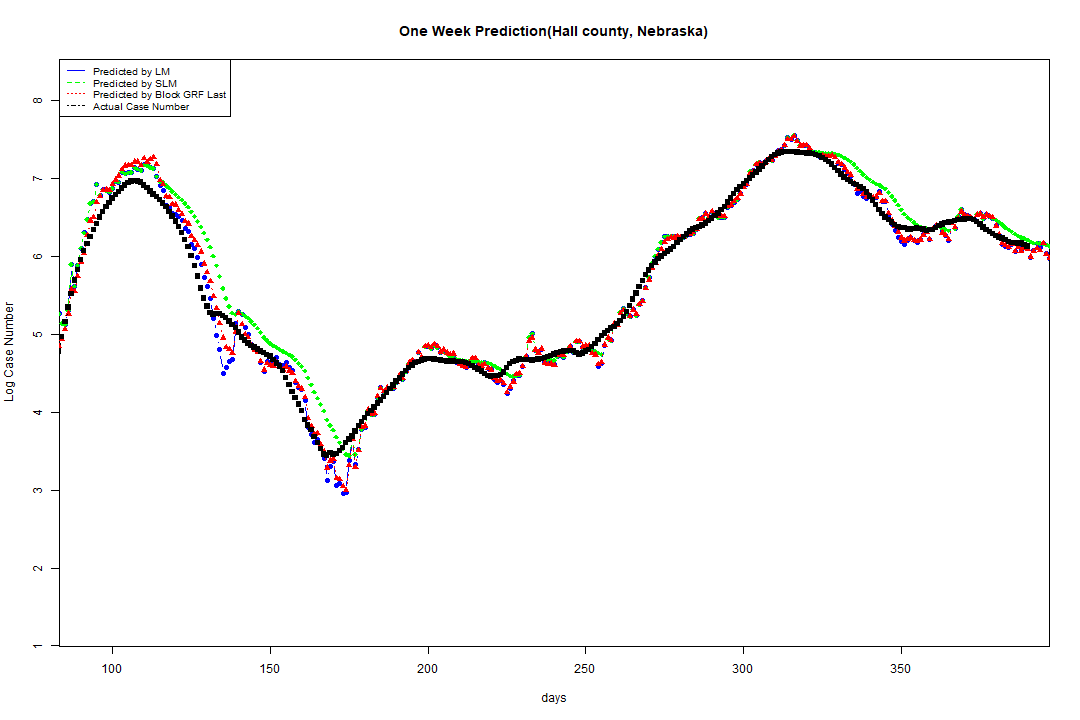 One Week Prediction(Hall county, Nebraska)
Predicted by LM
Predicted by SLM
Predicted by Block GRF Last
Actual Case Number
Log Case Number
8
7
6
5
4
3
2
1
100 150 200 250 300 350
days